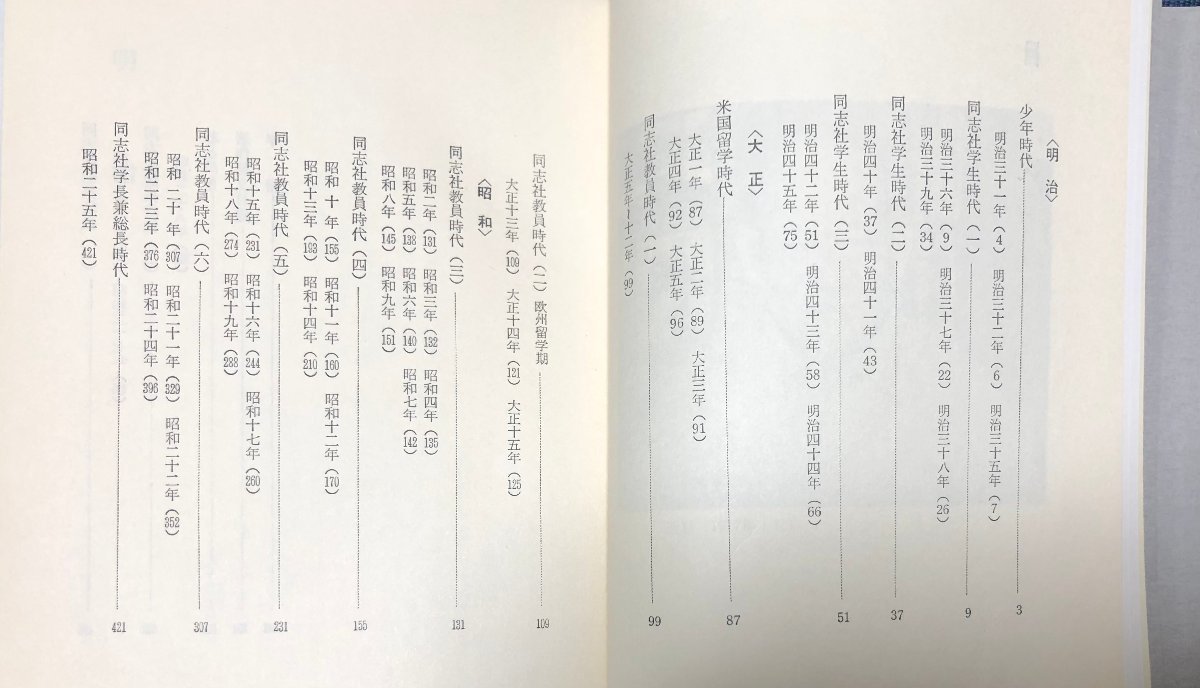 〈明 治〉
少年時代…………3
明治三十一年（4） 明治三十二年（6） 明治三十五年（7）
同志社学生時代（一）…………9
明治三十六年（9） 明治三十七年（22） 明治三十八年（26）
明治三十九年（34）
同志社学生時代（二）…………37
明治四十年（37） 明治四十一年（43）
同志社学生時代（三）…………51
明治四十二年（51） 明治四十三年（58） 明治四十四年（66）
明治四十五年（75）
〈大 正〉
米国留学時代…………87
大正一年（87） 大正二年（89） 大正三年（91）
大正四年（92） 大正五年（96）
同志社教員時代（一）…………99
大正五年―十二年（99）
同志社教員時代（二） 欧州留学期…………109
大正十三年（109） 大正十四年（121） 大正十五年（125）
〈昭 和〉
同志社教員時代（三）…………131
昭和二年（131） 昭和三年（132） 昭和四年（135）
昭和五年（138） 昭和六年（140） 昭和七年（142）
昭和八年（145） 昭和九年（151）
同志社教員時代（四）…………155
昭和 十 年（155） 昭和十一年（160） 昭和十二年（170）
昭和十三年（193） 昭和十四年（210）
同志社教員時代（五）…………231
昭和十五年（231） 昭和十六年（244） 昭和十七年（260）
昭和十八年（274） 昭和十九年（288）
同志社教員時代（六）…………307
昭和 二十 年（307） 昭和二十一年（329） 昭和二十二年（352）
昭和二十三年（376） 昭和二十四年（396）
同志社学長兼総長時代…………421
昭和二十五年（421）